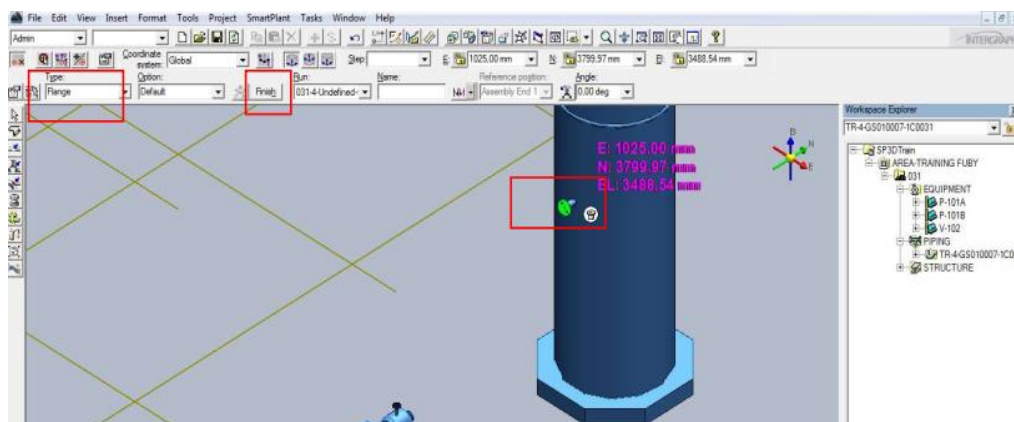 File Edit View Insert Format Tools Project SmartPlant Tasks Window Help
Admin
INTERGRAPH
Coordinate system: Global Step E: 1025.00 mm N: 3799.97 mm 3488.54 mm
Type: Option: Run: Name: Reference position: Angle:
Flange Default Finish 031-4-Undefined- Assembly End 1 0.00 deg
Workspace Explorer
TR-4-GS010007-1C0031
E: 1025.00 mm
N: 3799.97 mm
EL: 3488.54 mm
SP3DTrain
AREA-TRAINING FUBY
031
EQUIPMENT
P-101A
P-101B
V-102
PIPING
TR-4-GS010007-1C0
STRUCTURE